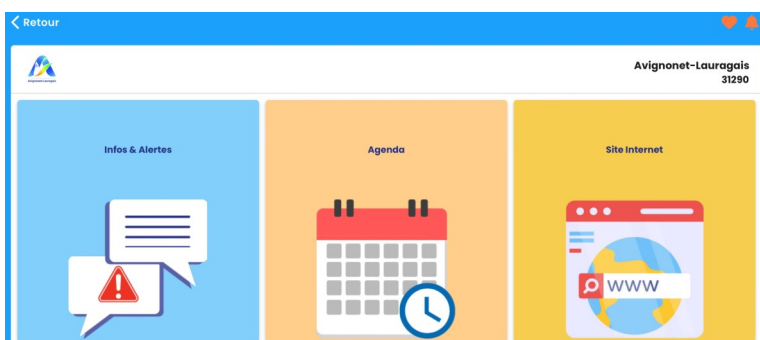 Retour
Avignonet-Lauragais
31290
Infos & Alertes
Agenda
Site Internet
www